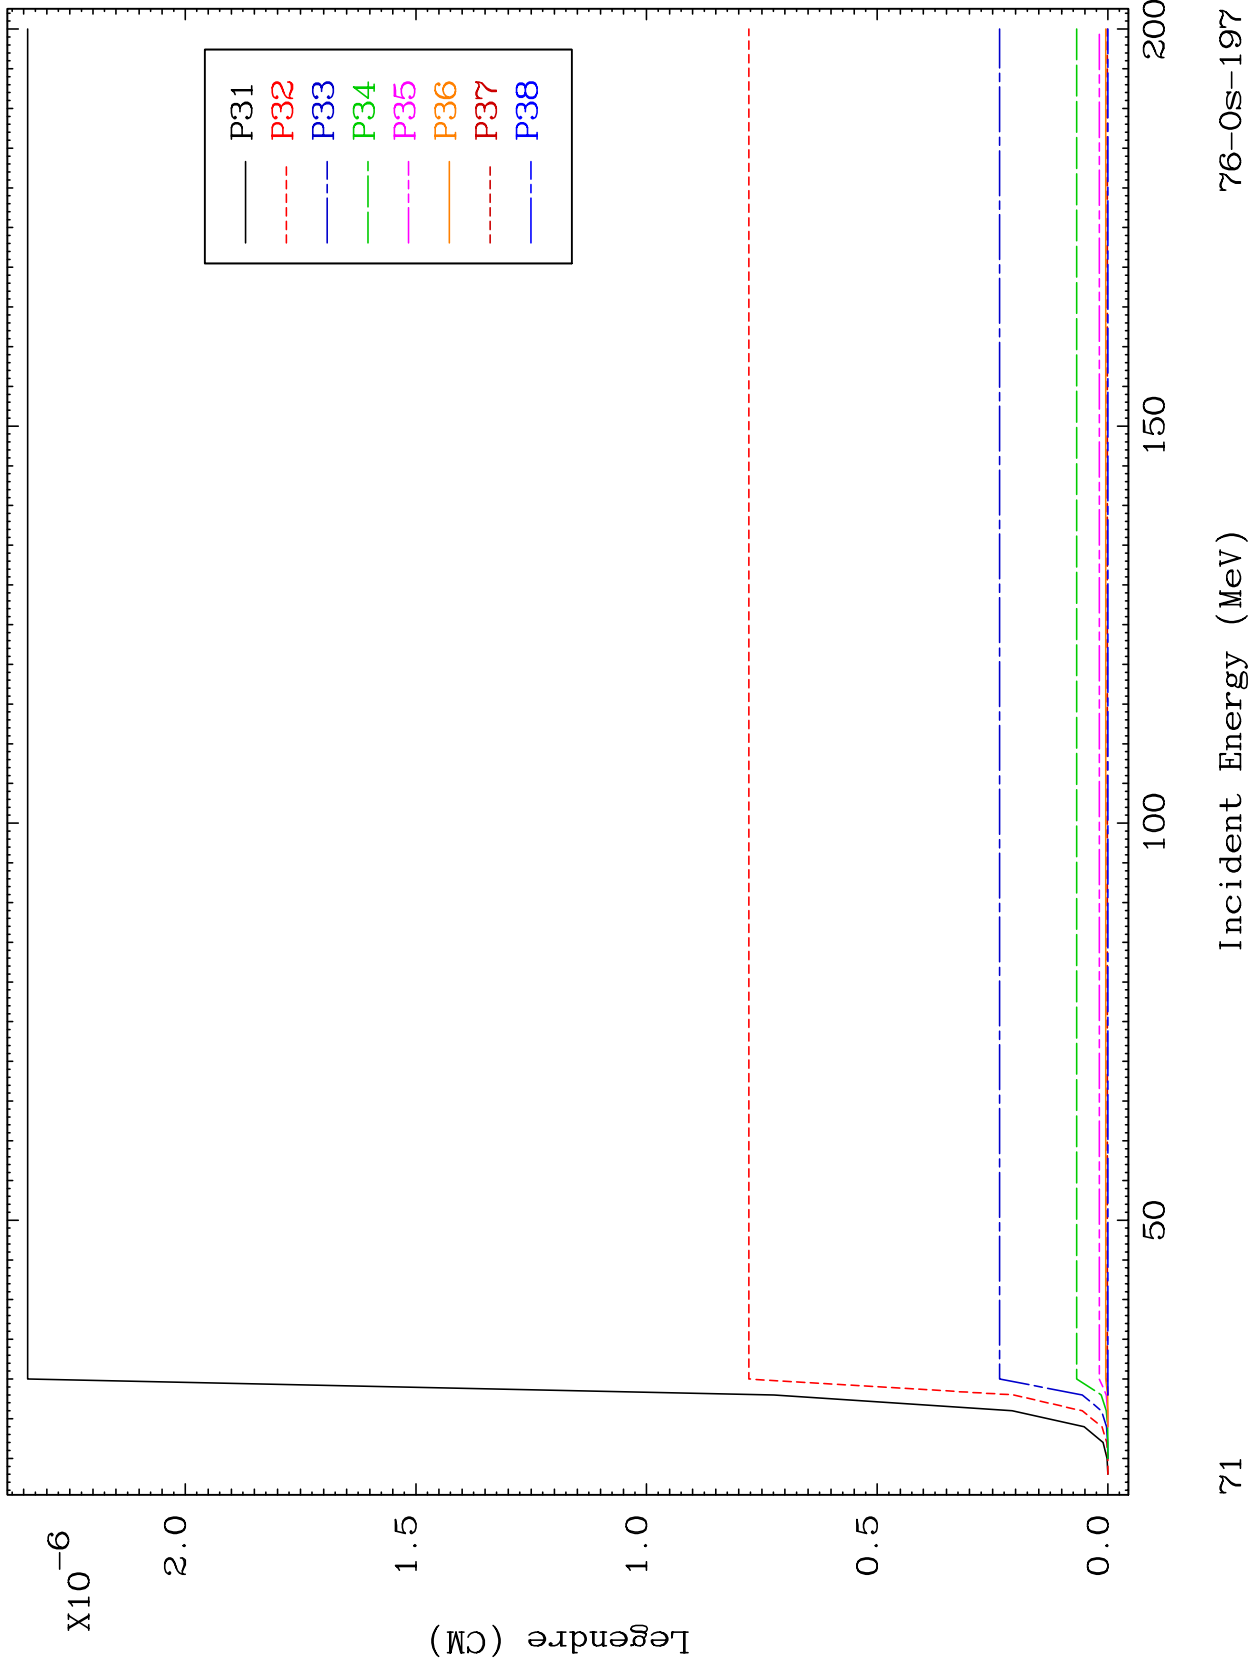 X10-6
2.0
1.5
1.0
0.5
0.0
Legendre (CM)
P31
P32
P33
P34
P35
P36
P37
P38
50
100
150
200
Incident Energy (MeV)
71
76-Os-197